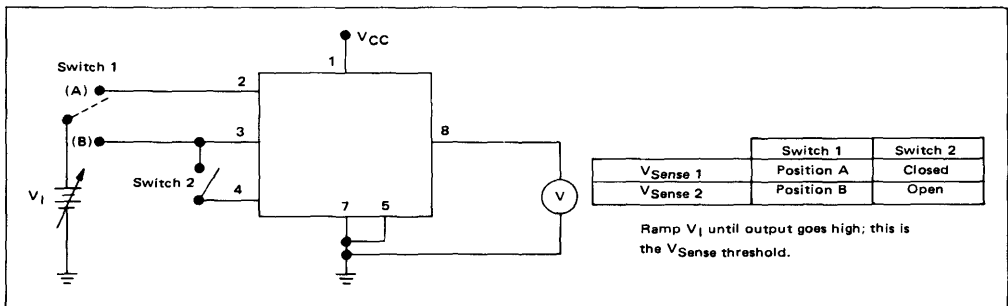 VCC
1
Switch 1
(A)
2
(B)
3
8
Switch 2
4
VI
7
5
V
Switch 1 Switch 2
VSense 1 Position A Closed
VSense 2 Position B Open
Ramp VI until output goes high; this is
the VSense threshold.